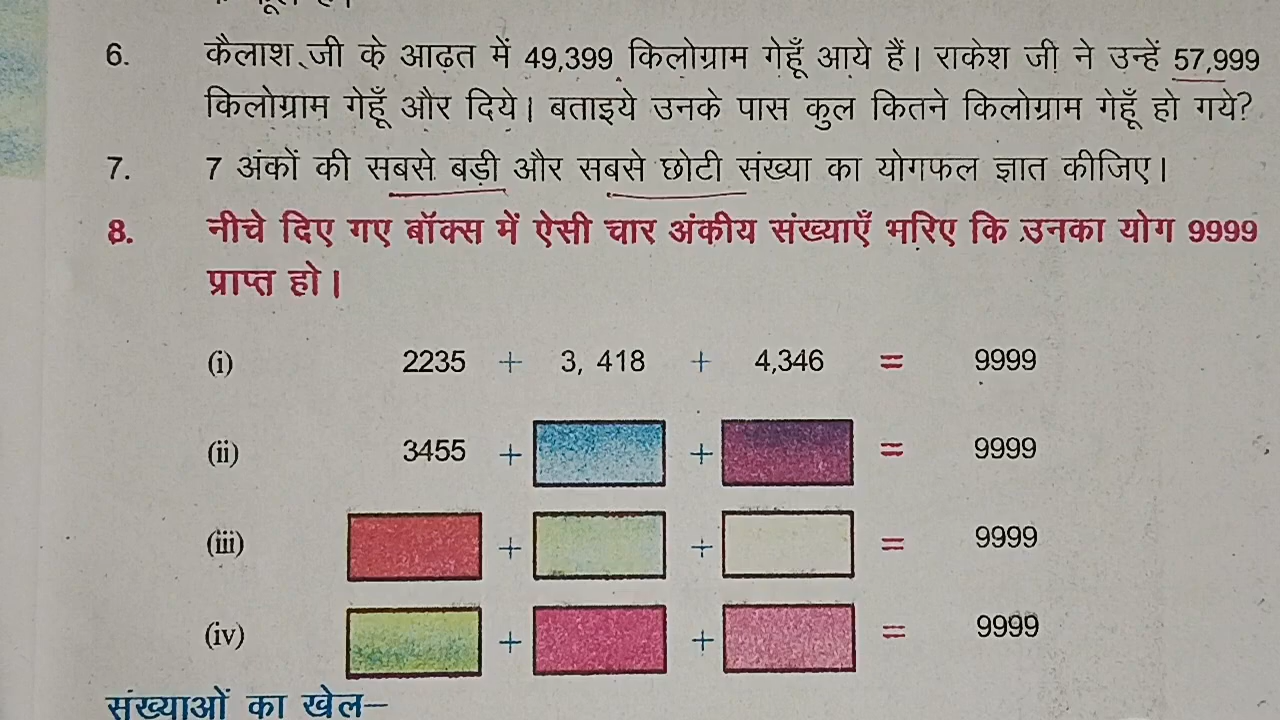 6. कैलाश जी के आढ़त में 49,399 किलोग्राम गेहूँ आये हैं। राकेश जी ने उन्हें 57,999
किलोग्राम गेहूँ और दिये। बताइये उनके पास कुल कितने किलोग्राम गेहूँ हो गये?
7. 7 अंकों की सबसे बड़ी और सबसे छोटी संख्या का योगफल ज्ञात कीजिए।
8. नीचे दिए गए बॉक्स में ऐसी चार अंकीय संख्याएँ भरिए कि उनका योग 9999
प्राप्त हो।
(i) 2235 + 3, 418 + 4,346 = 9999
(ii) 3455 + + = 9999
(iii) + + = 9999
(iv) + + = 9999
संख्याओं का खेल–